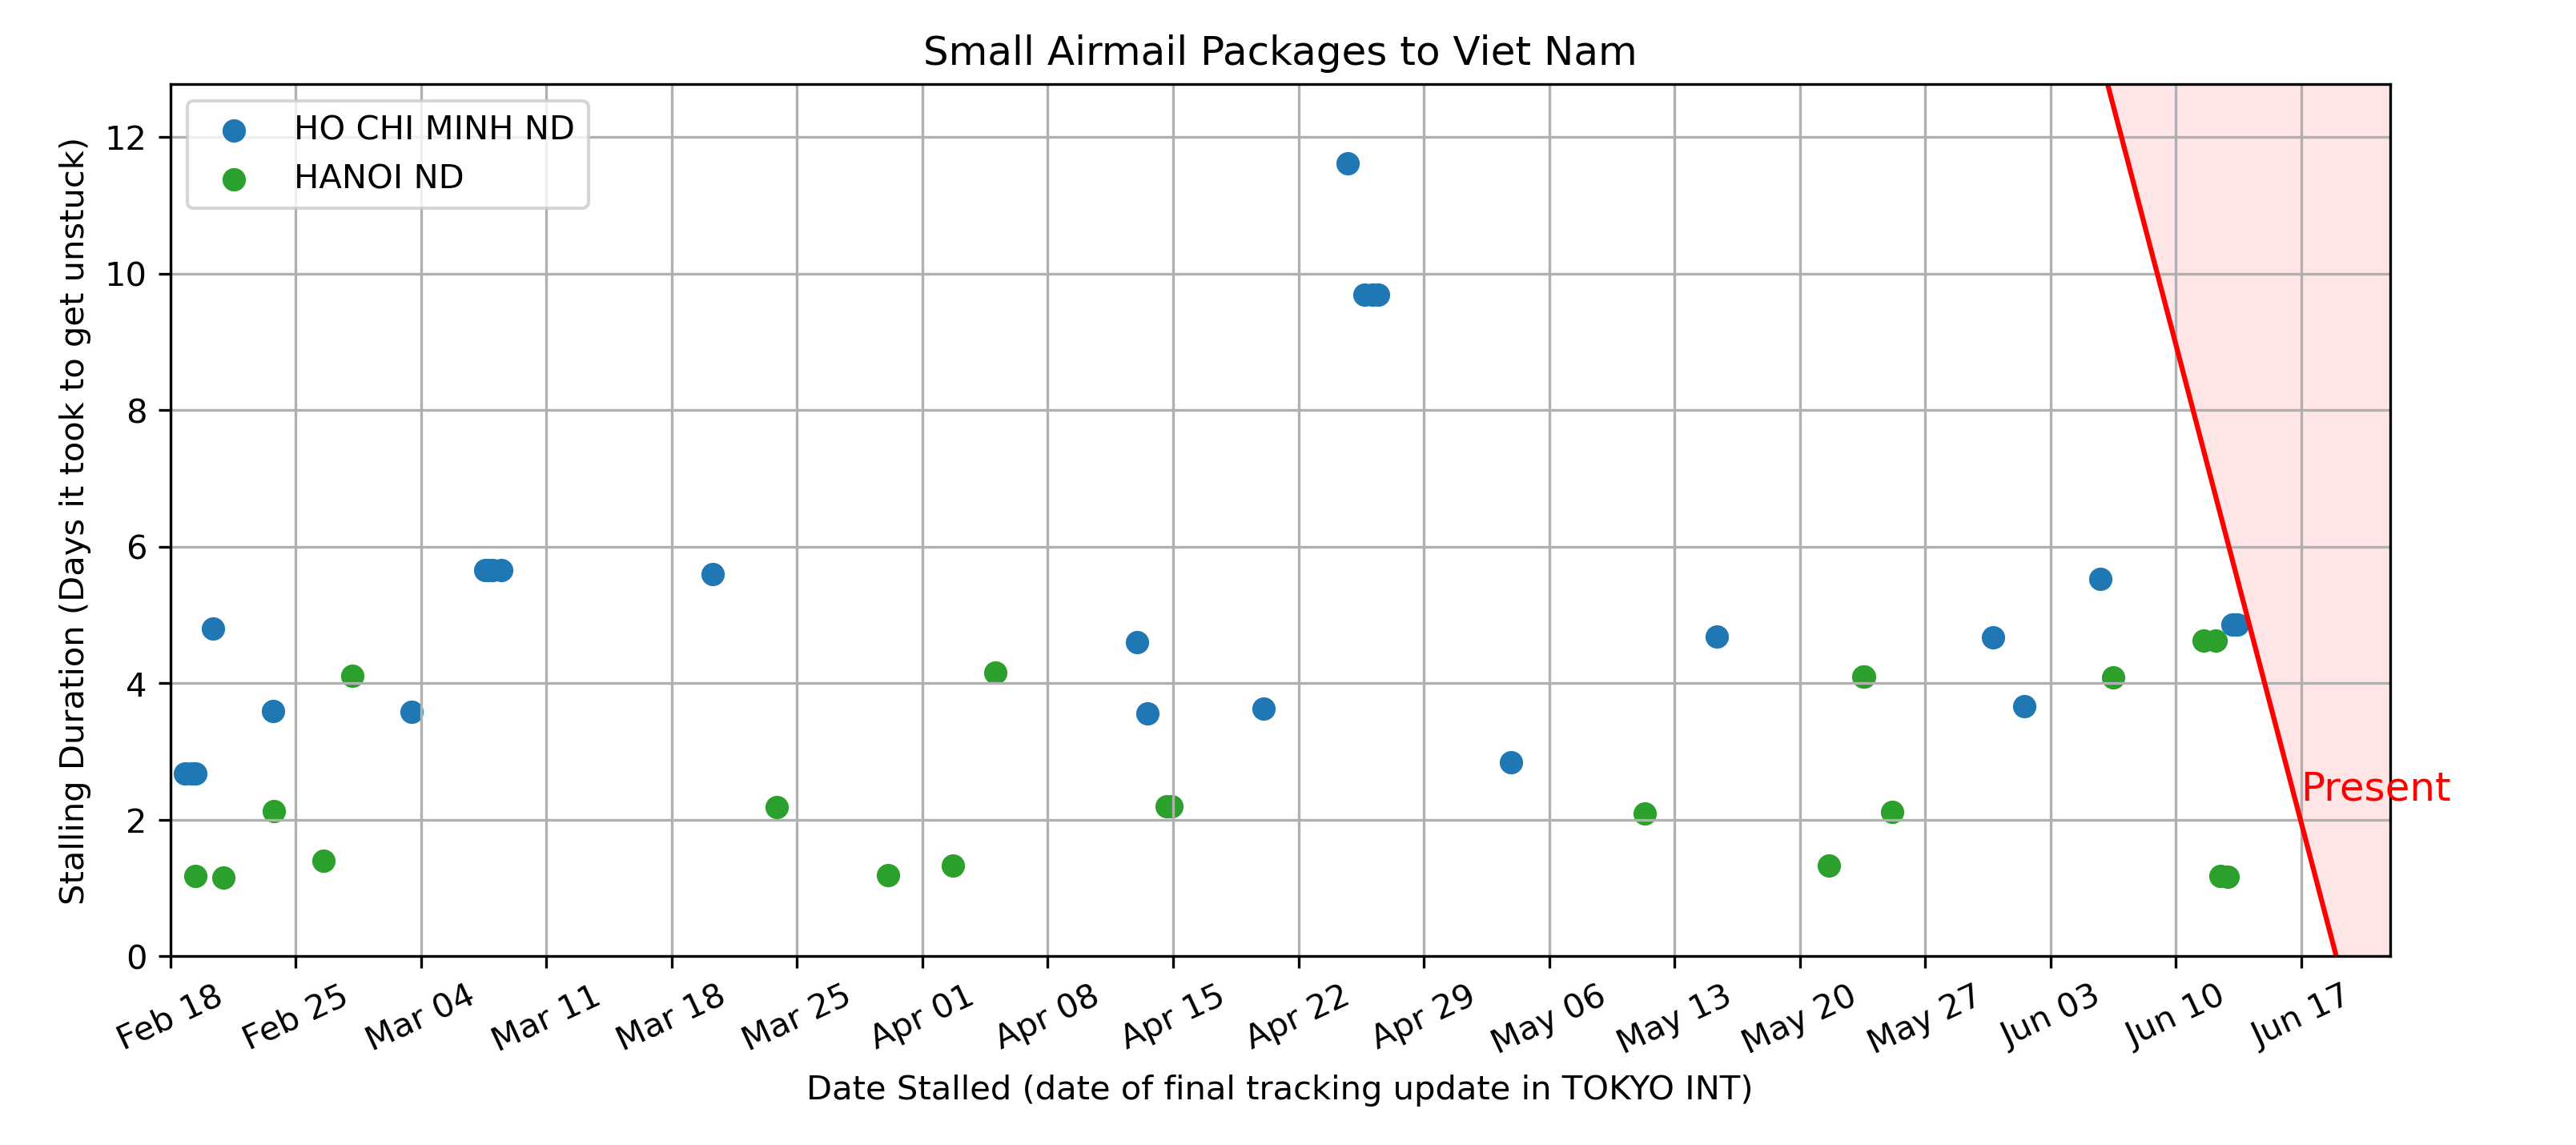 Small Airmail Packages to Viet Nam
HO CHI MINH ND
HANOI ND
Stalling Duration (Days it took to get unstuck)
12
10
8
6
4
2
0
Present
Feb 18
Feb 25
Mar 04
Mar 11
Mar 18
Mar 25
Apr 01
Apr 08
Apr 15
Apr 22
Apr 29
May 06
May 13
May 20
May 27
Jun 03
Jun 10
Jun 17
Date Stalled (date of final tracking update in TOKYO INT)